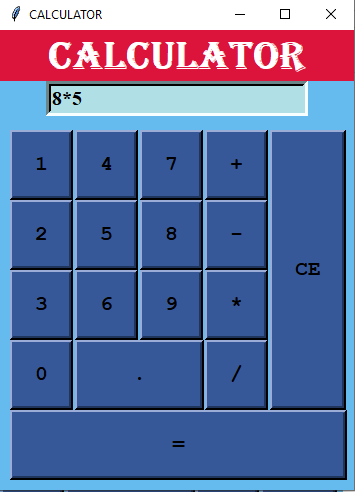 CALCULATOR
CALCULATOR
8*5
1 4 7 +
2 5 8 -
CE
3 6 9 *
0 . /
=